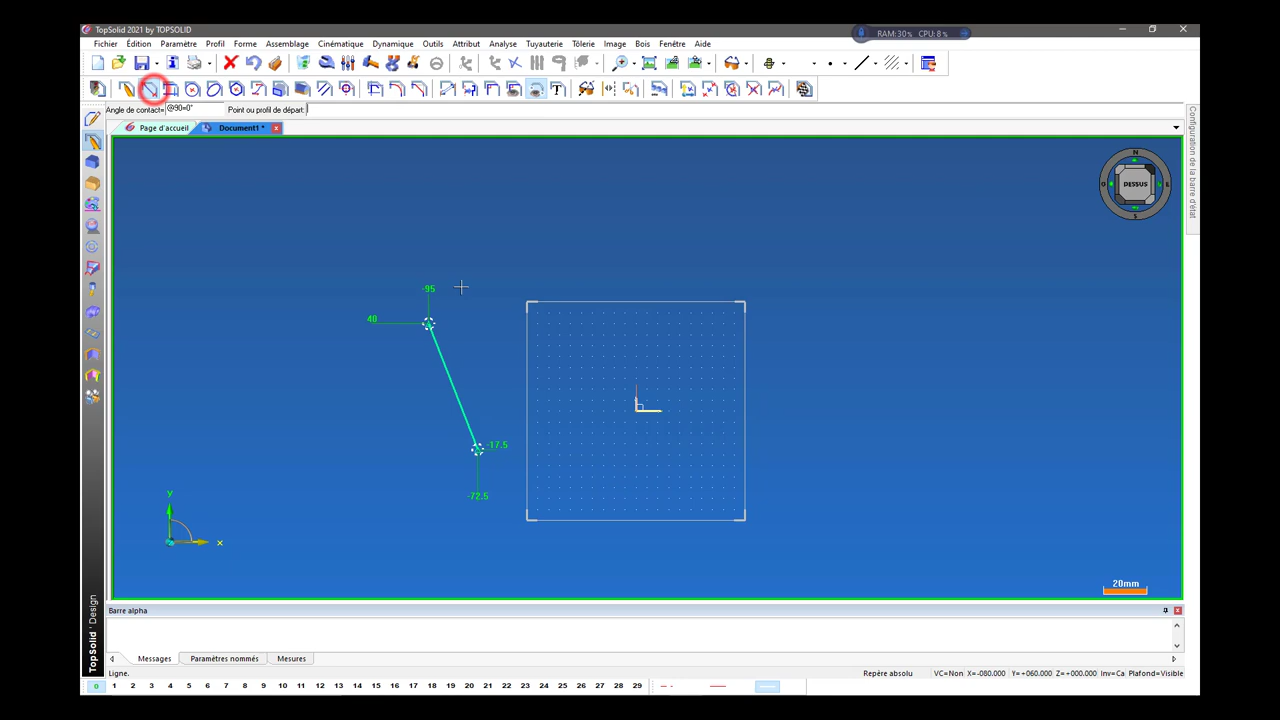 TopSolid 2021 by TOPSOLID
RAM: 30% CPU: 8%
Fichier Édition Paramètre Profil Forme Assemblage Cinématique Dynamique Outils Attribut Analyse Tuyauterie Tôlerie Image Bois Fenêtre Aide
Angle de contact= @90=0° Point ou profil de départ:
Page d'accueil Document1 *
Configuration de la barre d'état
N
O DESSUS E
S
-95
40
-17.5
-72.5
Y
X
20mm
TopSolid 'Design
Barre alpha
Messages Paramètres nommés Mesures
Ligne. Repère absolu VC=Non X=-080.000 Y=+060.000 Z=+000.000 Inv=Ca Plafond=Visible
0 1 2 3 4 5 6 7 8 9 10 11 12 13 14 15 16 17 18 19 20 21 22 23 24 25 26 27 28 29